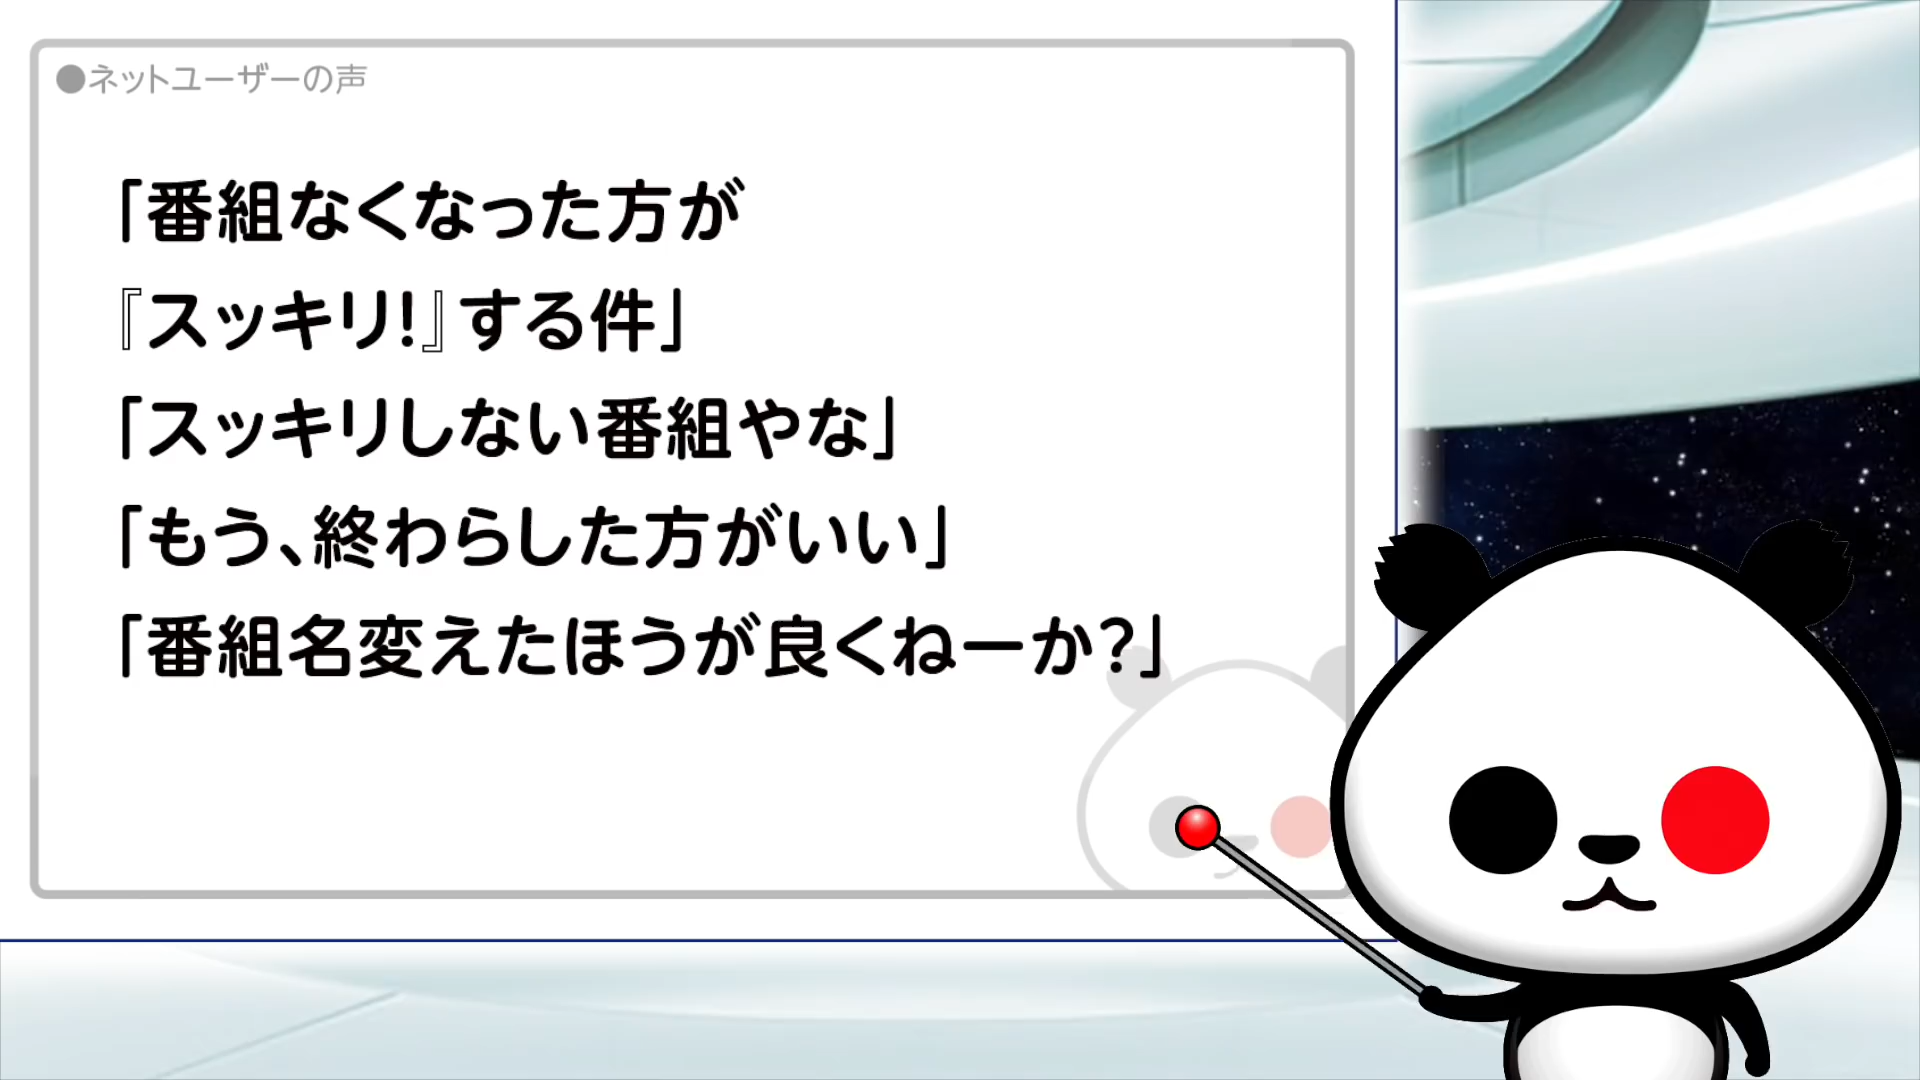 ●ネットユーザーの声
「番組なくなった方が
『スッキリ!』する件」
「スッキリしない番組やな」
「もう、終わらした方がいい」
「番組名変えたほうが良くねーか?」